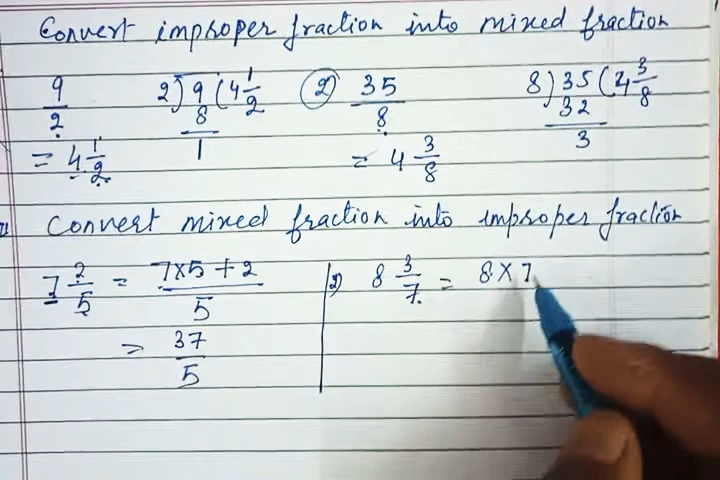 Convert improper fraction into mixed fraction
9/2 2) 9 ( 4 1/2 (2) 35/8 8) 35 ( 4 3/8
8 32
1 3
= 4 1/2 = 4 3/8
Convert mixed fraction into improper fraction
7 2/5 = 7×5+2/5 2) 8 3/7 = 8×7
= 37/5